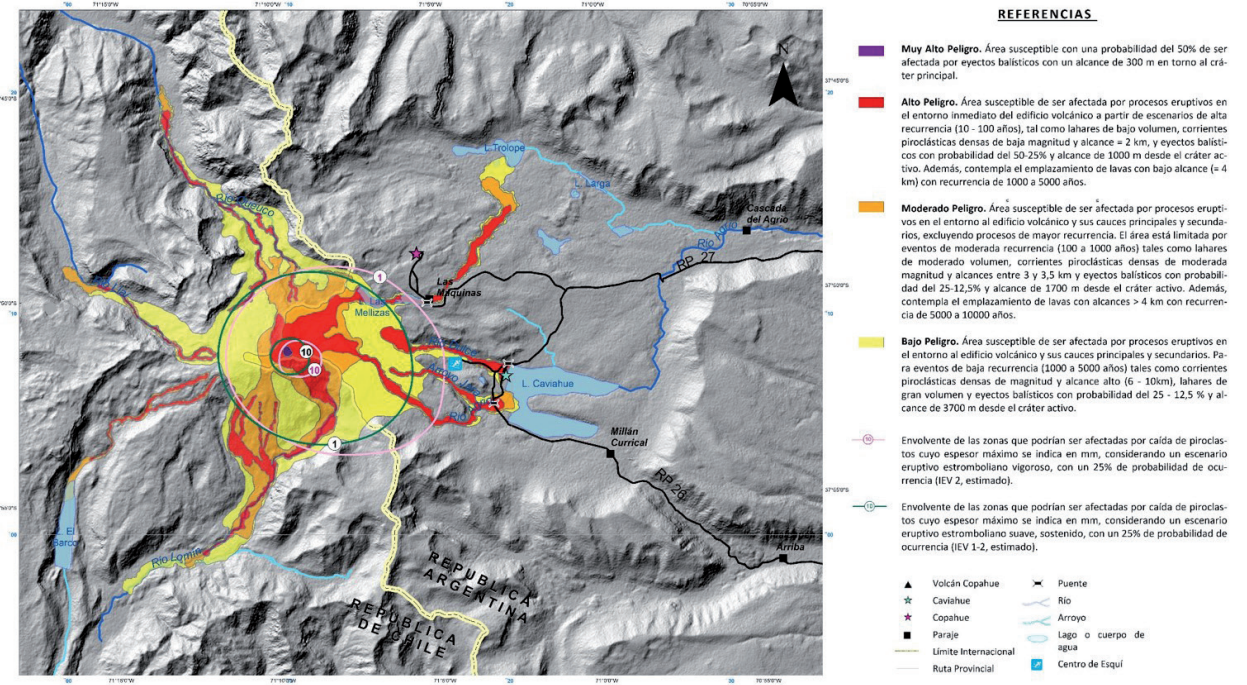 REFERENCIAS
Muy Alto Peligro. Área susceptible con una probabilidad del 50% de ser
afectada por eyectos balísticos con un alcance de 300 m en torno al crá-
ter principal.
Alto Peligro. Área susceptible de ser afectada por procesos eruptivos en
el entorno inmediato del edificio volcánico a partir de escenarios de alta
recurrencia (10 - 100 años), tal como lahares de bajo volumen, corrientes
piroclásticas densas de baja magnitud y alcance = 2 km, y eyectos balísti-
cos con probabilidad del 50-25% y alcance de 1000 m desde el cráter ac-
tivo. Además, contempla el emplazamiento de lavas con bajo alcance (= 4
km) con recurrencia de 1000 a 5000 años.
Moderado Peligro. Área susceptible de ser afectada por procesos erupti-
vos en el entorno al edificio volcánico y sus cauces principales y secunda-
rios, excluyendo procesos de mayor recurrencia. El área está limitada por
eventos de moderada recurrencia (100 a 1000 años) tales como lahares
de moderado volumen, corrientes piroclásticas densas de moderada
magnitud y alcances entre 3 y 3,5 km y eyectos balísticos con probabili-
dad del 25-12,5% y alcance de 1700 m desde el cráter activo. Además,
contempla el emplazamiento de lavas con alcances > 4 km con recurren-
cia de 5000 a 10000 años.
Bajo Peligro. Área susceptible de ser afectada por procesos eruptivos en
el entorno al edificio volcánico y sus cauces principales y secundarios. Pa-
ra eventos de baja recurrencia (1000 a 5000 años) tales como corrientes
piroclásticas densas de magnitud y alcance alto (6 - 10km), lahares de
gran volumen y eyectos balísticos con probabilidad del 25 - 12,5 % y al-
cance de 3700 m desde el cráter activo.
10
Envolvente de las zonas que podrían ser afectadas por caída de piroclas-
tos cuyo espesor máximo se indica en mm, considerando un escenario
eruptivo estromboliano vigoroso, con un 25% de probabilidad de ocu-
rrencia (IEV 2, estimado).
10
Envolvente de las zonas que podrían ser afectadas por caída de piroclas-
tos cuyo espesor máximo se indica en mm, considerando un escenario
eruptivo estromboliano suave, sostenido, con un 25% de probabilidad de
ocurrencia (IEV 1-2, estimado).
Volcán Copahue
Caviahue
Copahue
Paraje
Límite Internacional
Ruta Provincial
Puente
Río
Arroyo
Lago o cuerpo de
agua
Centro de Esquí
N
L. Trolope
L. Larga
Cascada
del Agrio
Río Agrio
RP 27
Las
Máquinas
Las
Mellizas
1
10
10
1
L. Caviahue
Millán
Currical
RP 26
Arriba
L. El
Barco
Río Lomín
REPUBLICA
ARGENTINA
REPUBLICA
DE CHILE